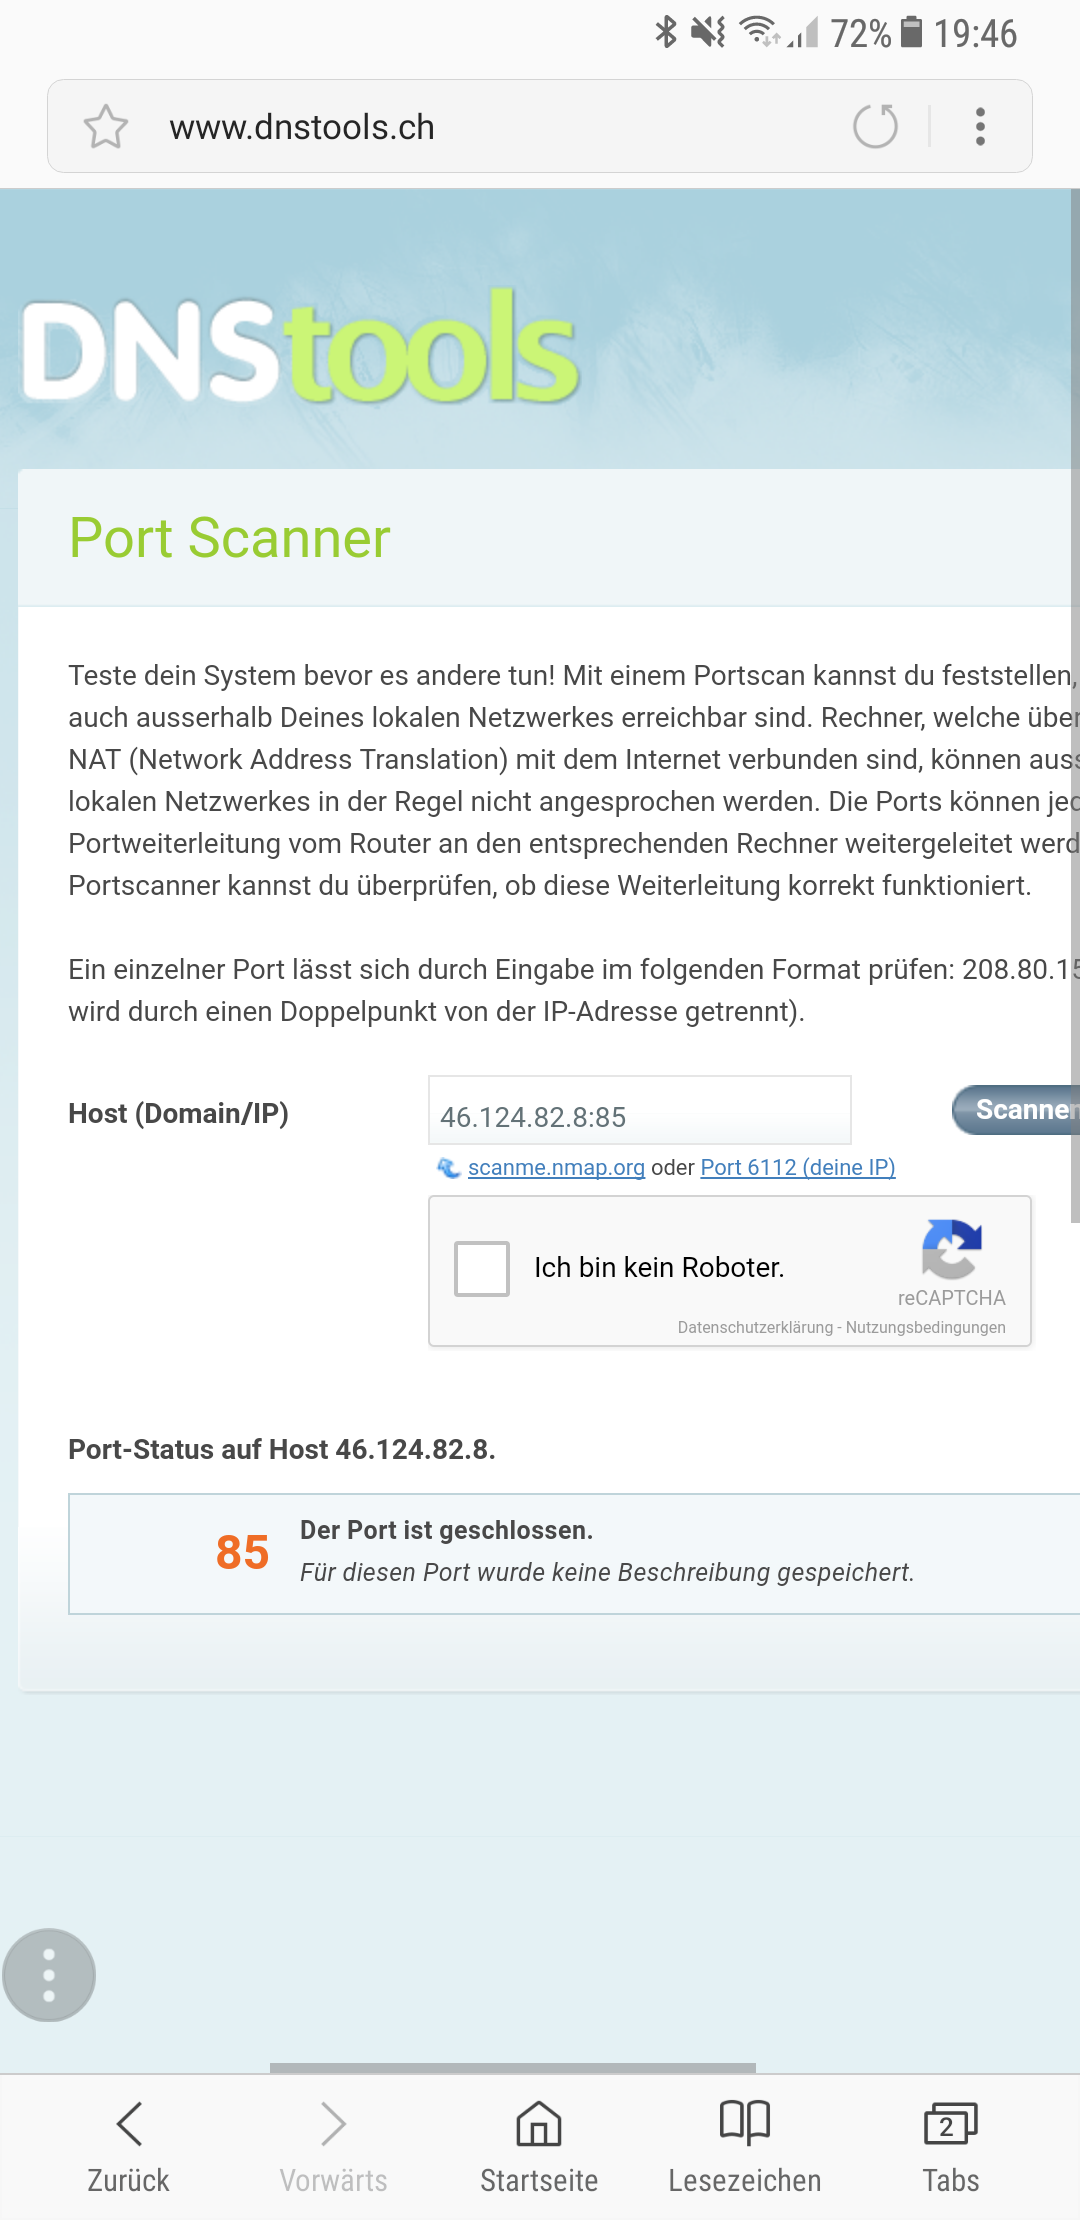 72% 19:46
www.dnstools.ch
DNStools
Port Scanner
Teste dein System bevor es andere tun! Mit einem Portscan kannst du feststellen,
auch ausserhalb Deines lokalen Netzwerkes erreichbar sind. Rechner, welche über
NAT (Network Address Translation) mit dem Internet verbunden sind, können auss
lokalen Netzwerkes in der Regel nicht angesprochen werden. Die Ports können jed
Portweiterleitung vom Router an den entsprechenden Rechner weitergeleitet werd
Portscanner kannst du überprüfen, ob diese Weiterleitung korrekt funktioniert.
Ein einzelner Port lässt sich durch Eingabe im folgenden Format prüfen: 208.80.15
wird durch einen Doppelpunkt von der IP-Adresse getrennt).
Host (Domain/IP) 46.124.82.8:85 Scannen
scanme.nmap.org oder Port 6112 (deine IP)
Ich bin kein Roboter.
reCAPTCHA
Datenschutzerklärung - Nutzungsbedingungen
Port-Status auf Host 46.124.82.8.
85 Der Port ist geschlossen.
Für diesen Port wurde keine Beschreibung gespeichert.
2
Zurück Vorwärts Startseite Lesezeichen Tabs